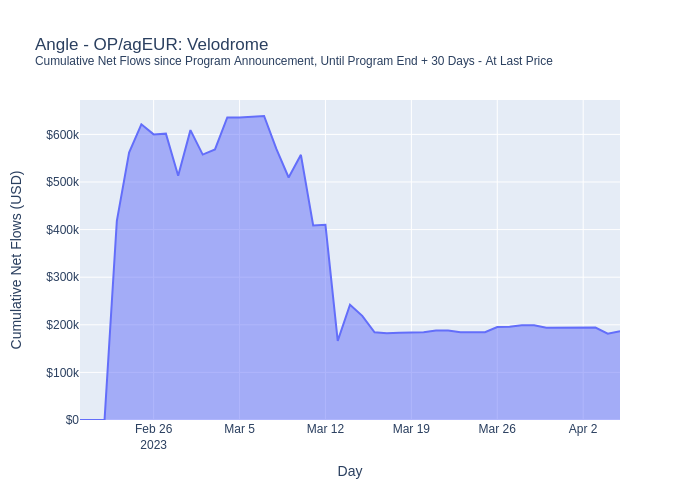 Angle - OP/agEUR: Velodrome
Cumulative Net Flows since Program Announcement, Until Program End + 30 Days - At Last Price
Cumulative Net Flows (USD)
$600k
$500k
$400k
$300k
$200k
$100k
$0
Feb 26
2023
Mar 5
Mar 12
Mar 19
Mar 26
Apr 2
Day